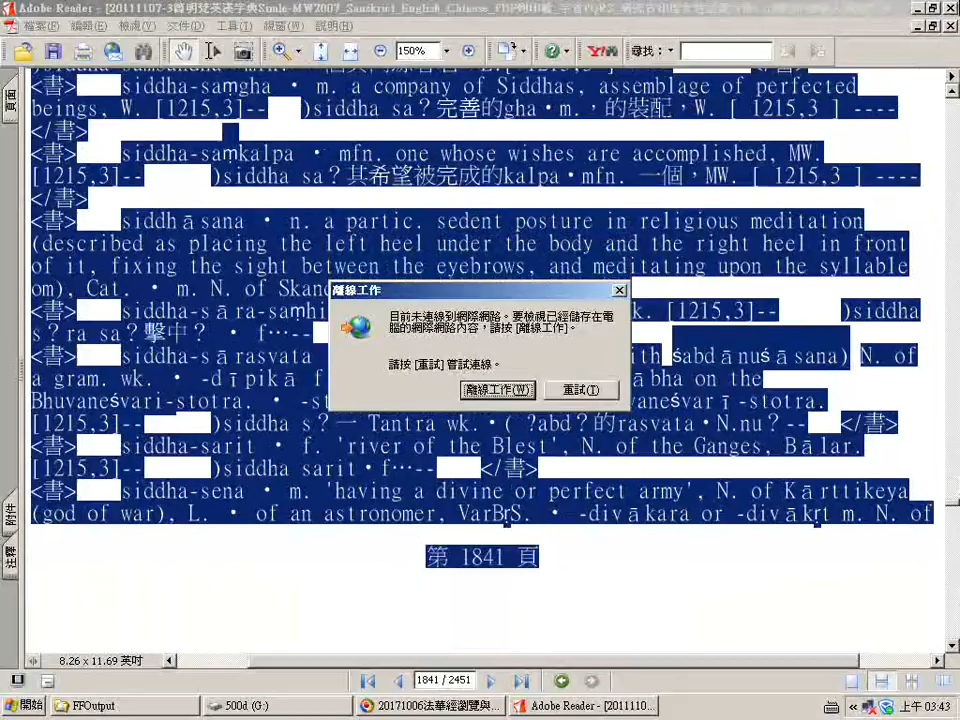 Adobe Reader - [20111107-3
檔案(F) 編輯(E) 檢視(V) 文件(D) 工具(T) 視窗(W) 說明(H)
150% 尋找：
頁面
<書> siddha-saṃgha • m. a company of Siddhas, assemblage of perfected
beings, W. [1215,3]-- )siddha sa？完善的gha•m.，的裝配，W. [ 1215,3 ] ----
</書>
<書> siddha-saṃkalpa • mfn. one whose wishes are accomplished, MW.
[1215,3]-- )siddha sa？其希望被完成的kalpa•mfn. 一個，MW. [ 1215,3 ] ----
</書>
<書> siddhāsana • n. a partic. sedent posture in religious meditation
(described as placing the left heel under the body and the right heel in front
of it, fixing the sight between the eyebrows, and meditating upon the syllable
om), Cat. • m. N. of
離線工作
<書> siddha-sāra-saṃhi k. [1215,3]-- )siddha
目前未連線到網際網路。要檢視已經儲存在電
腦的網際網路內容，請按 [離線工作]。
s？ra sa？擊中？ • f…--
<書> siddha-sārasvata ith śabdānuśāsana) N. of
請按 [重試] 嘗試連線。
a gram. wk. • -dīpikā f bha on the
離線工作(W) 重試(T)
Bhuvaneśvari-stotra. • -st vaneśvarī-stotra.
[1215,3]-- )siddha s？一 Tantra wk.•( ?abd？的rasvata•N.nu？-- </書>
<書> siddha-sarit • f. 'river of the Blest', N. of the Ganges, Bālar.
[1215,3]-- )siddha sarit•f…-- </書>
<書> siddha-sena • m. 'having a divine or perfect army', N. of Kārttikeya
(god of war), L. • of an astronomer, VarBṛS. • -divākara or -divākṛt m. N. of
附件
第 1841 頁
注釋
8.26 x 11.69 英吋
1841 / 2451
開始 FFOutput 500d (G:) 20171006法華經瀏覽與... Adobe Reader - [2011110... 上午 03:43